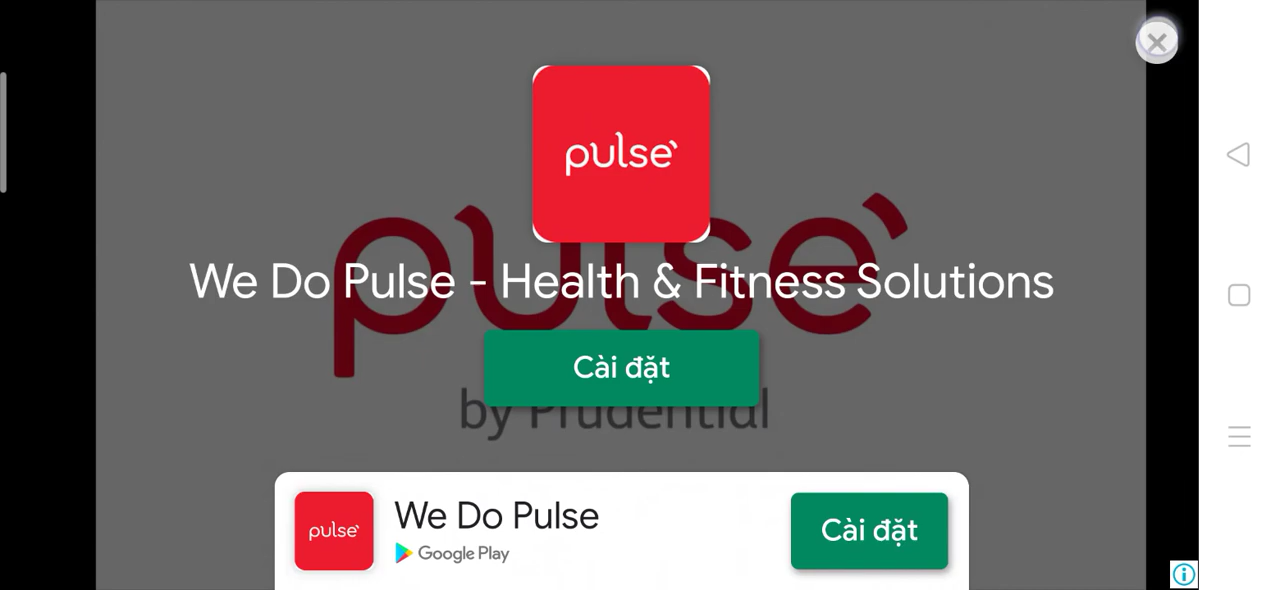 pulse
We Do Pulse - Health & Fitness Solutions
pulse
Cài đặt
by Prudential
pulse
We Do Pulse
Google Play
Cài đặt